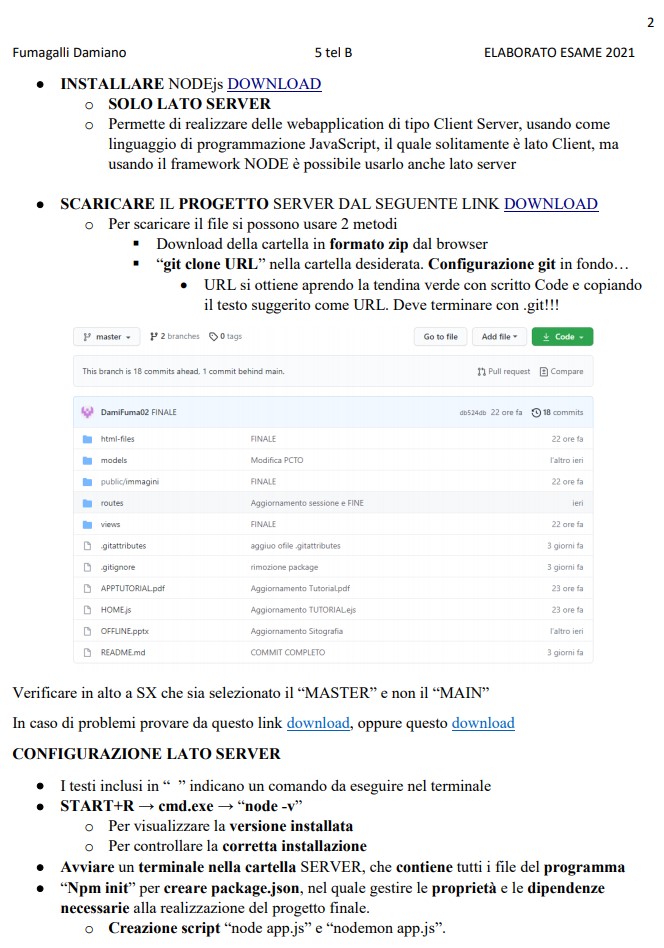 2
Fumagalli Damiano 5 tel B ELABORATO ESAME 2021
● INSTALLARE NODEjs DOWNLOAD
o SOLO LATO SERVER
o Permette di realizzare delle webapplication di tipo Client Server, usando come
linguaggio di programmazione JavaScript, il quale solitamente è lato Client, ma
usando il framework NODE è possibile usarlo anche lato server
● SCARICARE IL PROGETTO SERVER DAL SEGUENTE LINK DOWNLOAD
o Per scaricare il file si possono usare 2 metodi
▪ Download della cartella in formato zip dal browser
▪ “git clone URL” nella cartella desiderata. Configurazione git in fondo…
● URL si ottiene aprendo la tendina verde con scritto Code e copiando
il testo suggerito come URL. Deve terminare con .git!!!
master 2 branches 0 tags Go to file Add file Code
This branch is 18 commits ahead, 1 commit behind main. Pull request Compare
DamiFuma02 FINALE db524db 22 ore fa 18 commits
html-files FINALE 22 ore fa
models Modifica PCTO l'altro ieri
public/immagini FINALE 22 ore fa
routes Aggiornamento sessione e FINE ieri
views FINALE 22 ore fa
.gitattributes aggiuo ofile .gitattributes 3 giorni fa
.gitignore rimozione package 3 giorni fa
APPTUTORIAL.pdf Aggiornamento Tutorial.pdf 23 ore fa
HOME.js Aggiornamento TUTORIAL.ejs 23 ore fa
OFFLINE.pptx Aggiornamento Sitografia l'altro ieri
README.md COMMIT COMPLETO 3 giorni fa
Verificare in alto a SX che sia selezionato il “MASTER” e non il “MAIN”
In caso di problemi provare da questo link download, oppure questo download
CONFIGURAZIONE LATO SERVER
● I testi inclusi in “ ” indicano un comando da eseguire nel terminale
● START+R → cmd.exe → “node -v”
o Per visualizzare la versione installata
o Per controllare la corretta installazione
● Avviare un terminale nella cartella SERVER, che contiene tutti i file del programma
● “Npm init” per creare package.json, nel quale gestire le proprietà e le dipendenze
necessarie alla realizzazione del progetto finale.
o Creazione script “node app.js” e “nodemon app.js”.